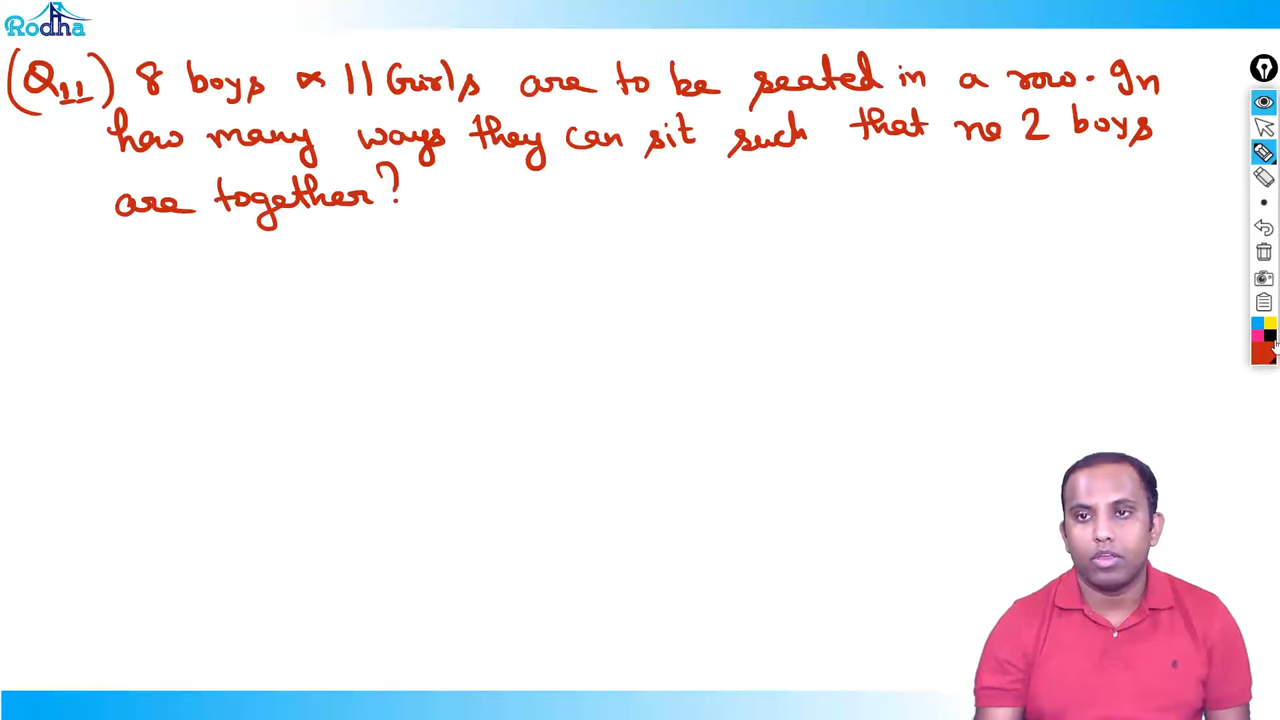 Rodha
(Q11) 8 boys & 11 Girls are to be seated in a row. In
how many ways they can sit such that no 2 boys
are together?